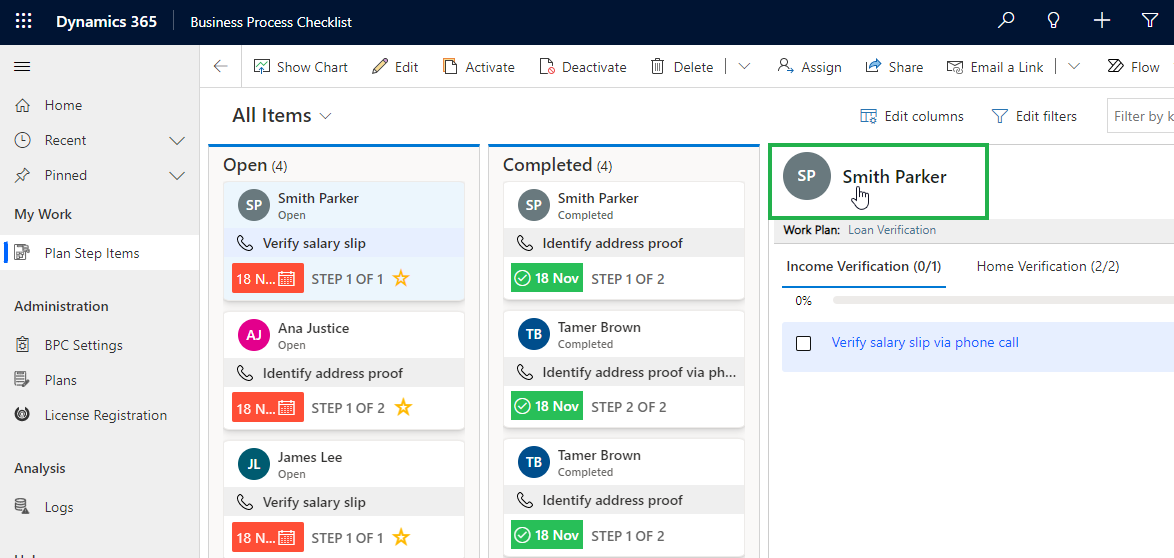 Dynamics 365
Business Process Checklist
Show Chart
Edit
Activate
Deactivate
Delete
Assign
Share
Email a Link
Flow
Home
Recent
Pinned
My Work
Plan Step Items
Administration
BPC Settings
Plans
License Registration
Analysis
Logs
All Items
Edit columns
Edit filters
Filter by k
Open (4)
SP
Smith Parker
Open
Verify salary slip
18 N...
STEP 1 OF 1
AJ
Ana Justice
Open
Identify address proof
18 N...
STEP 1 OF 2
JL
James Lee
Open
Verify salary slip
18 N...
STEP 1 OF 1
Completed (4)
SP
Smith Parker
Completed
Identify address proof
18 Nov
STEP 1 OF 2
TB
Tamer Brown
Completed
Identify address proof via ph...
18 Nov
STEP 2 OF 2
TB
Tamer Brown
Completed
Identify address proof
18 Nov
STEP 1 OF 2
SP
Smith Parker
Work Plan: Loan Verification
Income Verification (0/1)
Home Verification (2/2)
0%
Verify salary slip via phone call